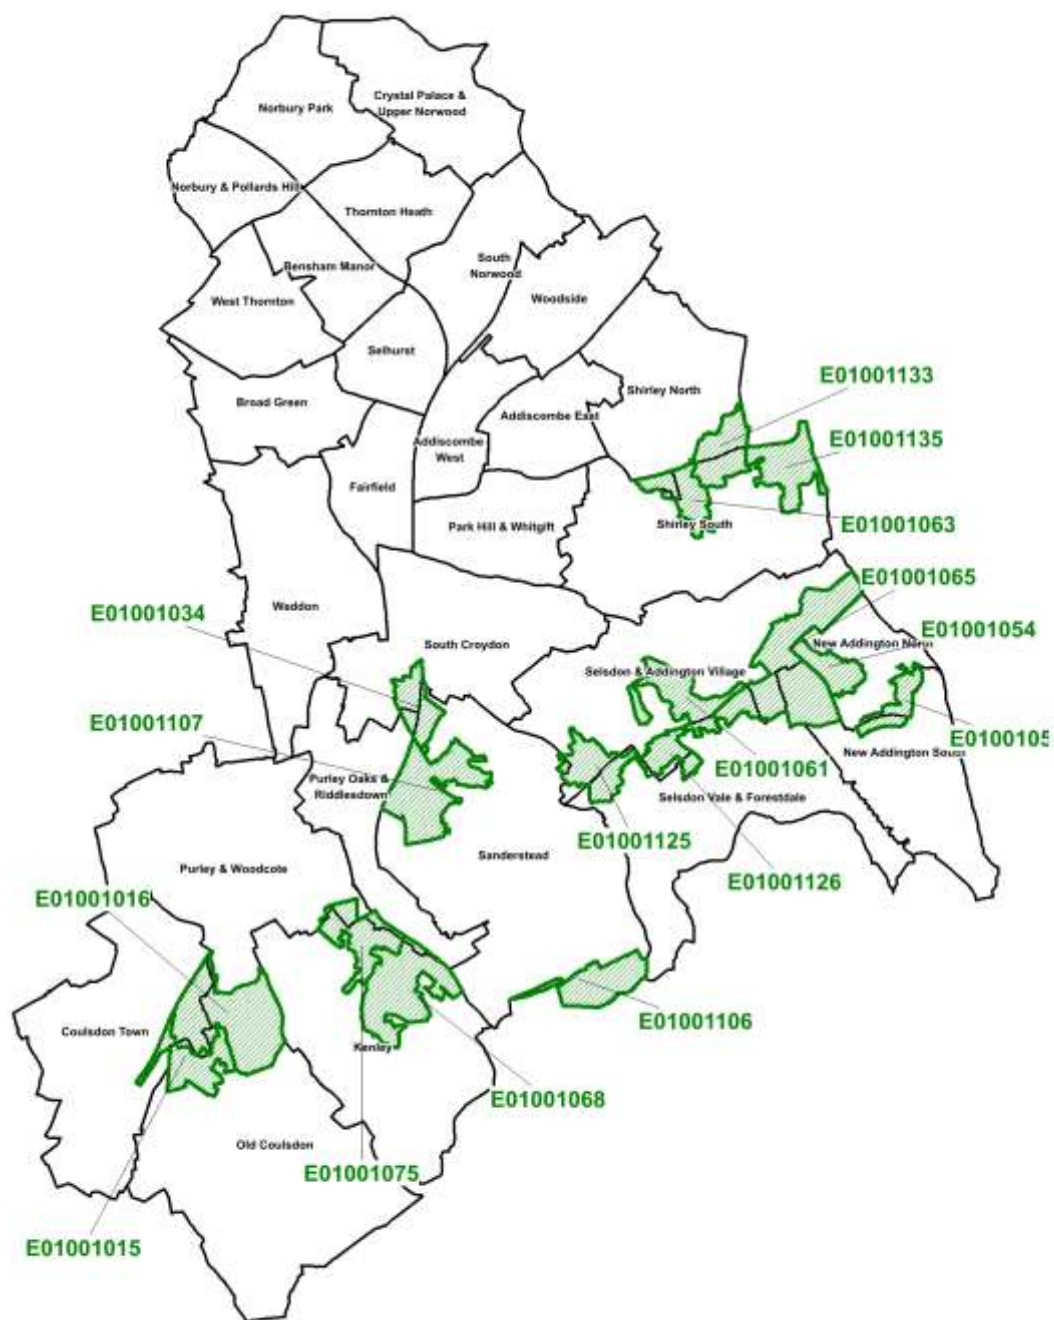 Crystal Palace &
Upper Norwood
Norbury Park
Norbury & Pollards Hill
Thornton Heath
South
Norwood
Bensham Manor
West Thornton
Woodside
Selhurst
E01001133
Shirley North
Broad Green
Addiscombe East
E01001135
Addiscombe
West
Fairfield
E01001063
Park Hill & Whitgift
Shirley South
E01001065
Waddon
E01001034
E01001054
South Croydon
New Addington North
Selsdon & Addington Village
E01001107
E0100105
New Addington South
E01001061
Purley Oaks &
Riddlesdown
Selsdon Vale & Forestdale
E01001125
Sanderstead
Purley & Woodcote
E01001126
E01001016
E01001106
Coulsdon Town
Kenley
E01001068
Old Coulsdon
E01001075
E01001015